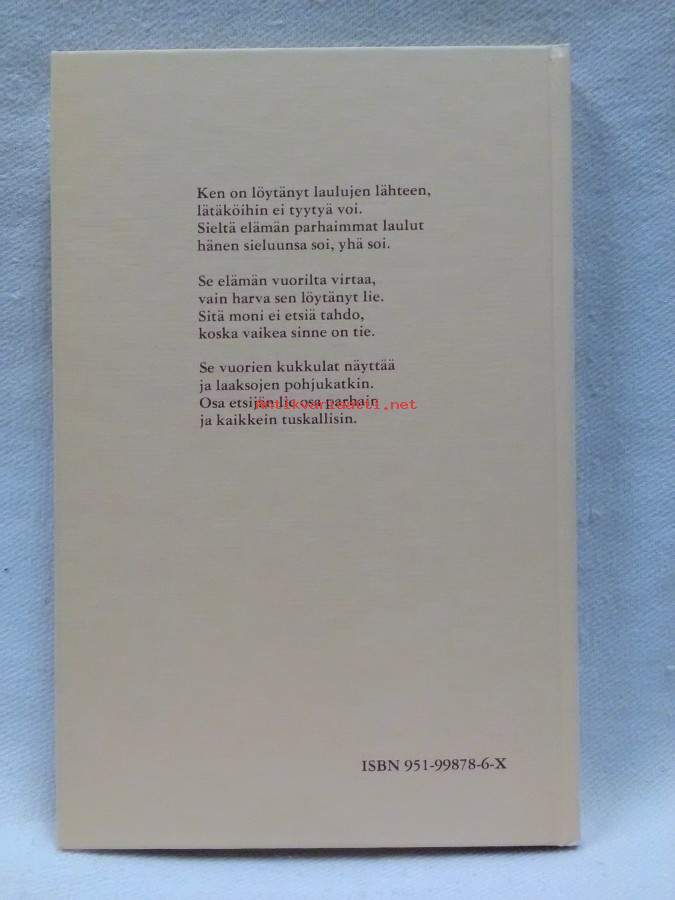 Ken on löytänyt laulujen lähteen,
lätäköihin ei tyytyä voi.
Sieltä elämän parhaimmat laulut
hänen sieluunsa soi, yhä soi.
Se elämän vuorilta virtaa,
vain harva sen löytänyt lie.
Sitä moni ei etsiä tahdo,
koska vaikea sinne on tie.
Se vuorien kukkulat näyttää
ja laaksojen pohjukatkin.
Osa etsijän lie osa parhain
Antikvariaatti.net
ja kaikkein tuskallisin.
ISBN 951-99878-6-X